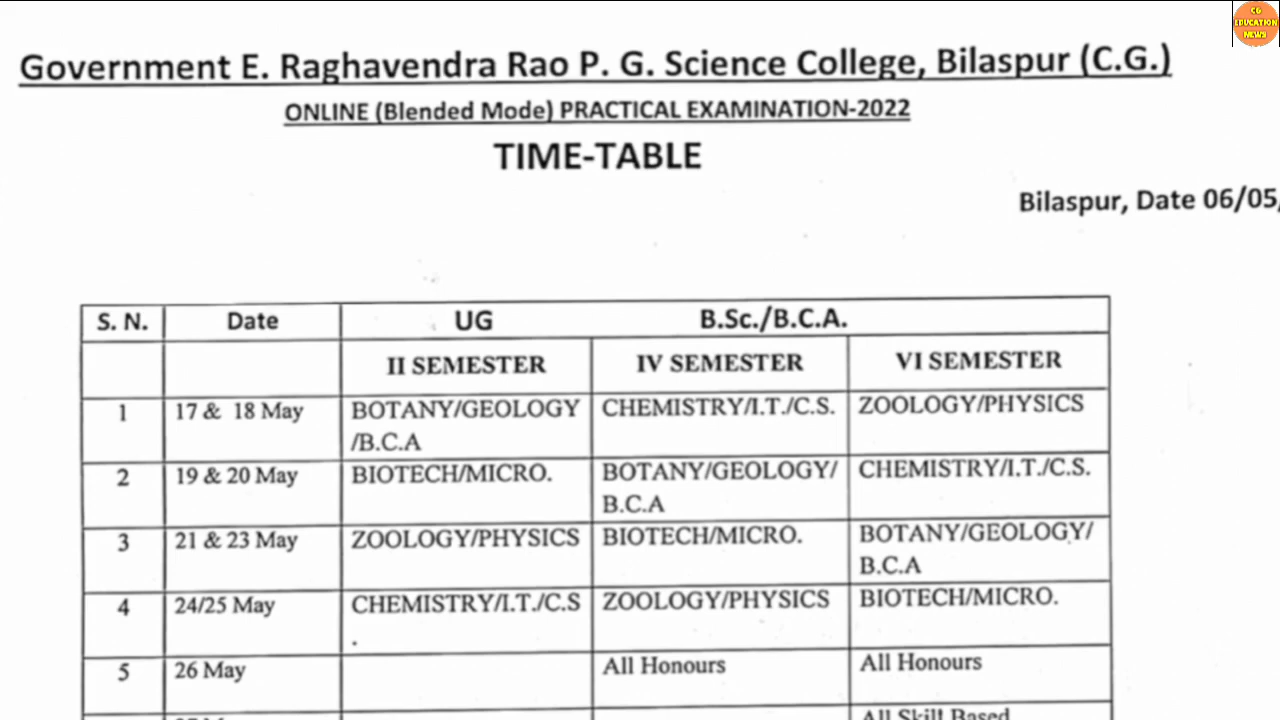 CG
EDUCATION
NEWS
Government E. Raghavendra Rao P. G. Science College, Bilaspur (C.G.)
ONLINE (Blended Mode) PRACTICAL EXAMINATION-2022
TIME-TABLE
Bilaspur, Date 06/05,
S. N. Date UG B.Sc./B.C.A.
II SEMESTER IV SEMESTER VI SEMESTER
1 17 & 18 May BOTANY/GEOLOGY CHEMISTRY/I.T./C.S. ZOOLOGY/PHYSICS
/B.C.A
2 19 & 20 May BIOTECH/MICRO. BOTANY/GEOLOGY/ CHEMISTRY/I.T./C.S.
B.C.A
3 21 & 23 May ZOOLOGY/PHYSICS BIOTECH/MICRO. BOTANY/GEOLOGY/
B.C.A
4 24/25 May CHEMISTRY/I.T./C.S ZOOLOGY/PHYSICS BIOTECH/MICRO.
.
5 26 May All Honours All Honours
All Skill Based